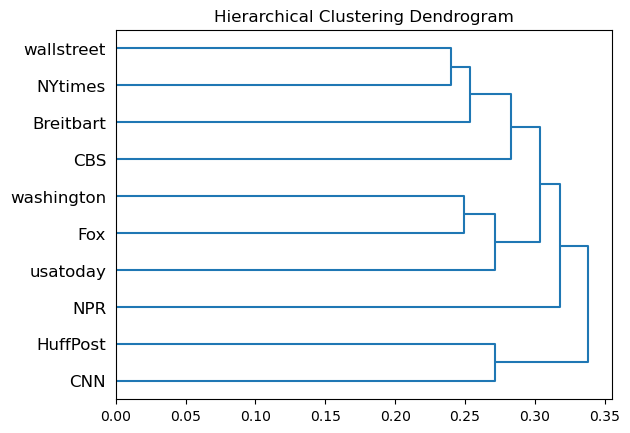 Hierarchical Clustering Dendrogram
wallstreet
NYtimes
Breitbart
CBS
washington
Fox
usatoday
NPR
HuffPost
CNN
0.00 0.05 0.10 0.15 0.20 0.25 0.30 0.35